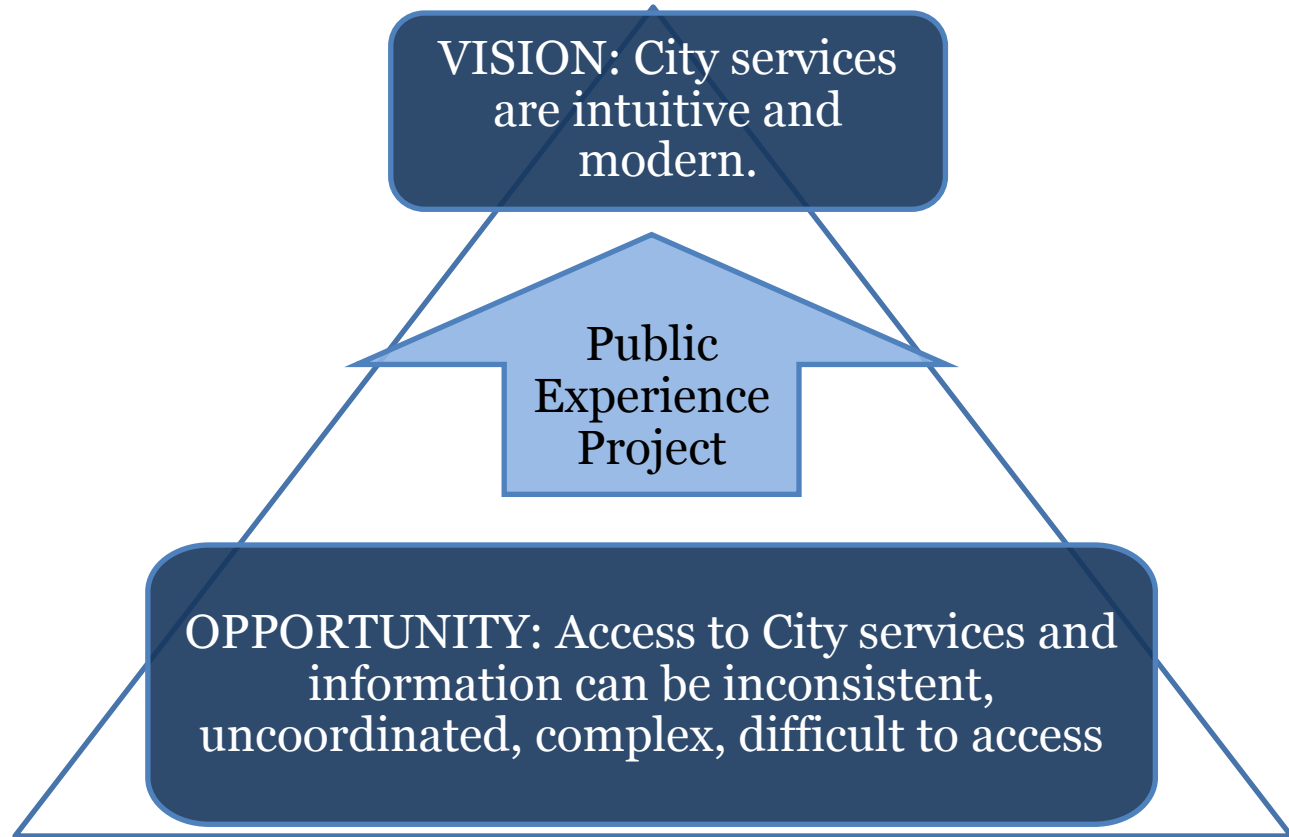 VISION: City services
are intuitive and
modern.
Public
Experience
Project
OPPORTUNITY: Access to City services and
information can be inconsistent,
uncoordinated, complex, difficult to access